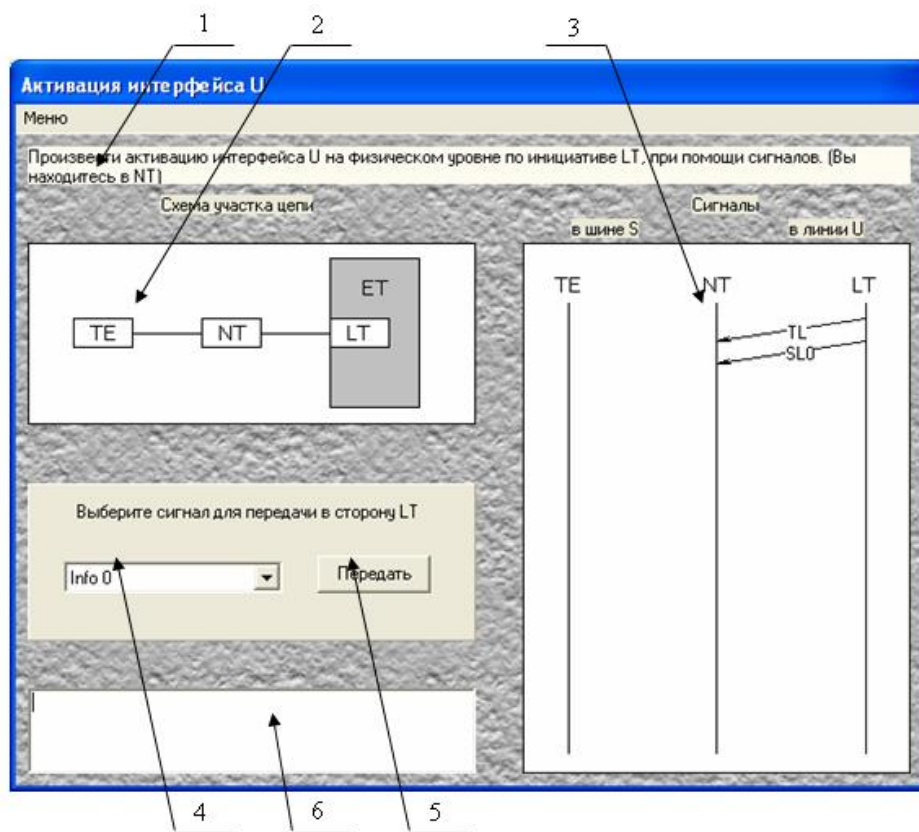 1
2
3
Активация интерфейса U
Меню
Произвести активацию интерфейса U на физическом уровне по инициативе LT, при помощи сигналов. (Вы
находитесь в NT)
Схема участка цепи
Сигналы
в шине S
в линии U
ET
TE
NT
LT
TE
NT
LT
TL
SL0
Выберите сигнал для передачи в сторону LT
Info 0
Передать
4
6
5